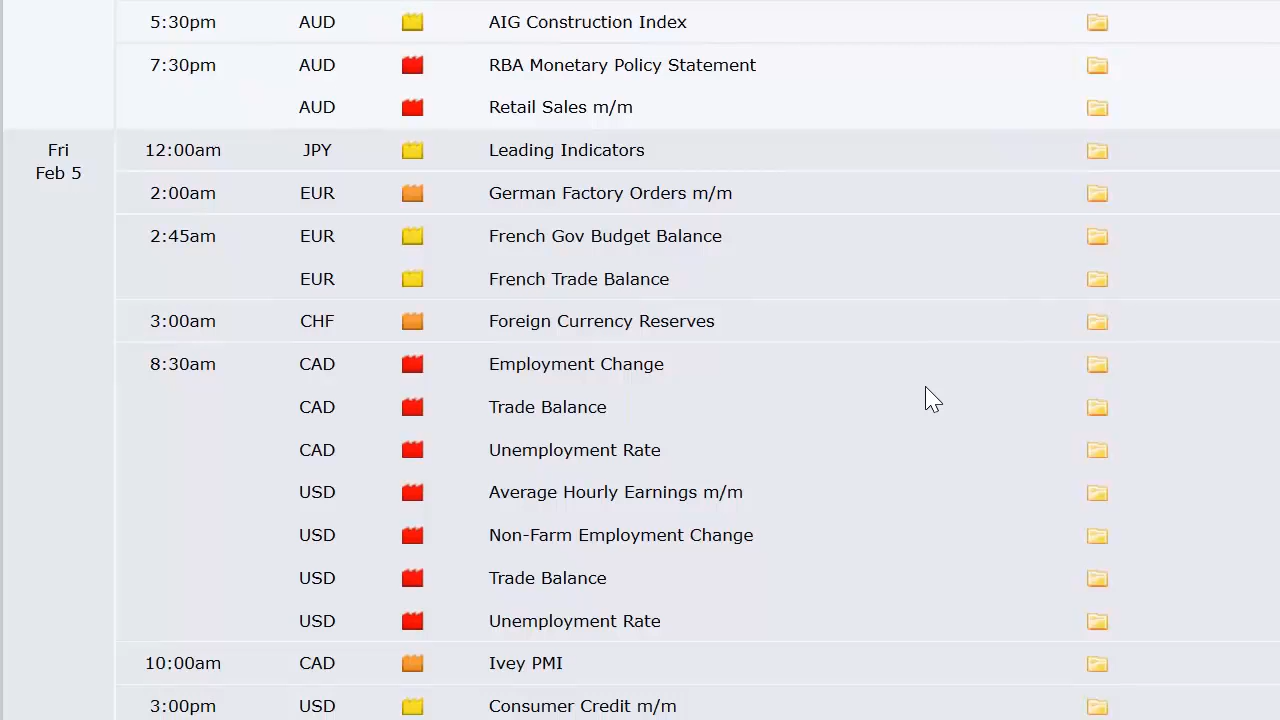 5:30pm AUD AIG Construction Index
7:30pm AUD RBA Monetary Policy Statement
AUD Retail Sales m/m
Fri 12:00am JPY Leading Indicators
Feb 5
2:00am EUR German Factory Orders m/m
2:45am EUR French Gov Budget Balance
EUR French Trade Balance
3:00am CHF Foreign Currency Reserves
8:30am CAD Employment Change
CAD Trade Balance
CAD Unemployment Rate
USD Average Hourly Earnings m/m
USD Non-Farm Employment Change
USD Trade Balance
USD Unemployment Rate
10:00am CAD Ivey PMI
3:00pm USD Consumer Credit m/m